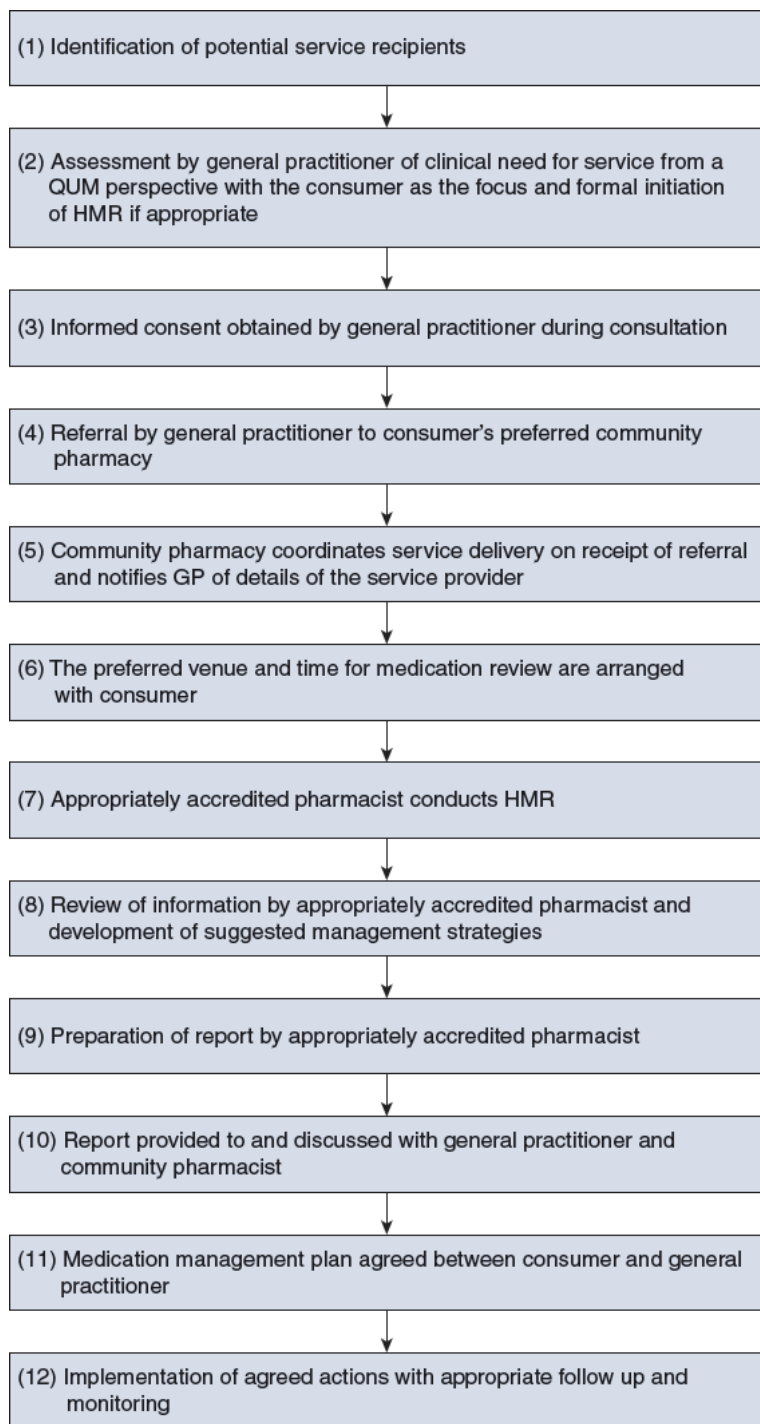 (1) Identification of potential service recipients
(2) Assessment by general practitioner of clinical need for service from a
QUM perspective with the consumer as the focus and formal initiation
of HMR if appropriate
(3) Informed consent obtained by general practitioner during consultation
(4) Referral by general practitioner to consumer's preferred community
pharmacy
(5) Community pharmacy coordinates service delivery on receipt of referral
and notifies GP of details of the service provider
(6) The preferred venue and time for medication review are arranged
with consumer
(7) Appropriately accredited pharmacist conducts HMR
(8) Review of information by appropriately accredited pharmacist and
development of suggested management strategies
(9) Preparation of report by appropriately accredited pharmacist
(10) Report provided to and discussed with general practitioner and
community pharmacist
(11) Medication management plan agreed between consumer and general
practitioner
(12) Implementation of agreed actions with appropriate follow up and
monitoring